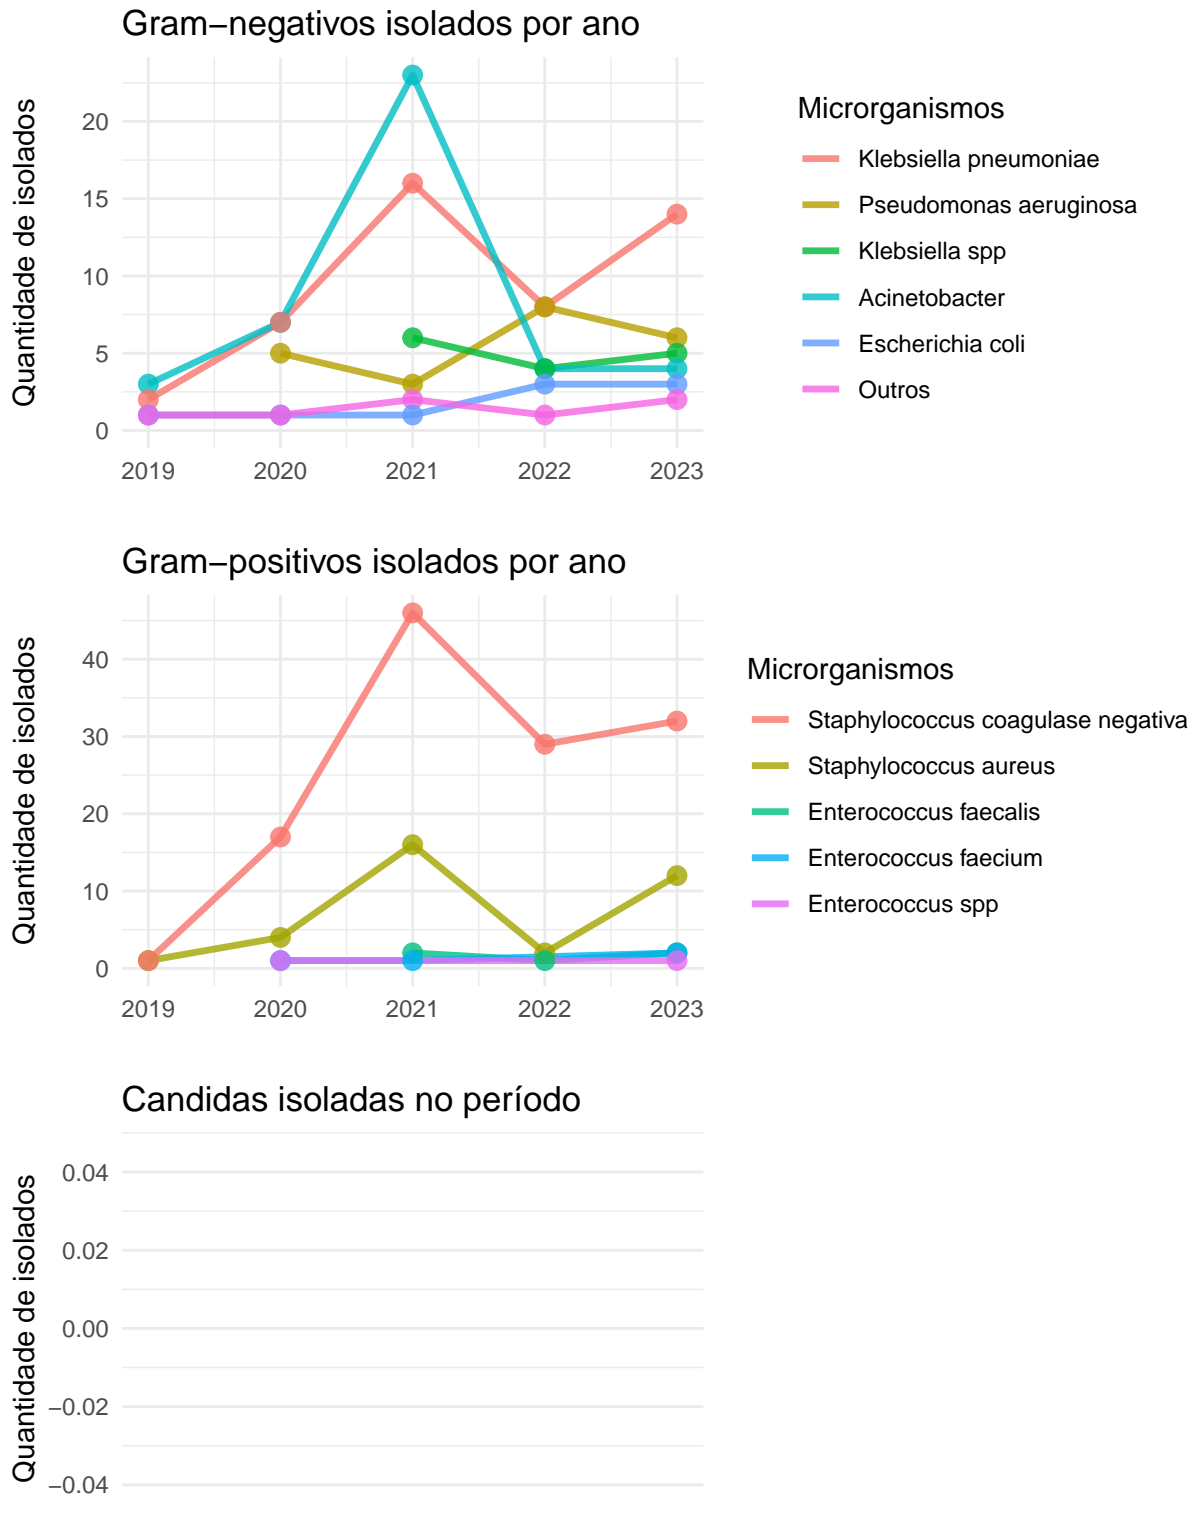 Gram−negativos isolados por ano
Quantidade de isolados
20
15
10
5
0
2019 2020 2021 2022 2023
Microrganismos
Klebsiella pneumoniae
Pseudomonas aeruginosa
Klebsiella spp
Acinetobacter
Escherichia coli
Outros
Gram−positivos isolados por ano
Quantidade de isolados
40
30
20
10
0
2019 2020 2021 2022 2023
Microrganismos
Staphylococcus coagulase negativa
Staphylococcus aureus
Enterococcus faecalis
Enterococcus faecium
Enterococcus spp
Candidas isoladas no período
Quantidade de isolados
0.04
0.02
0.00
−0.02
−0.04